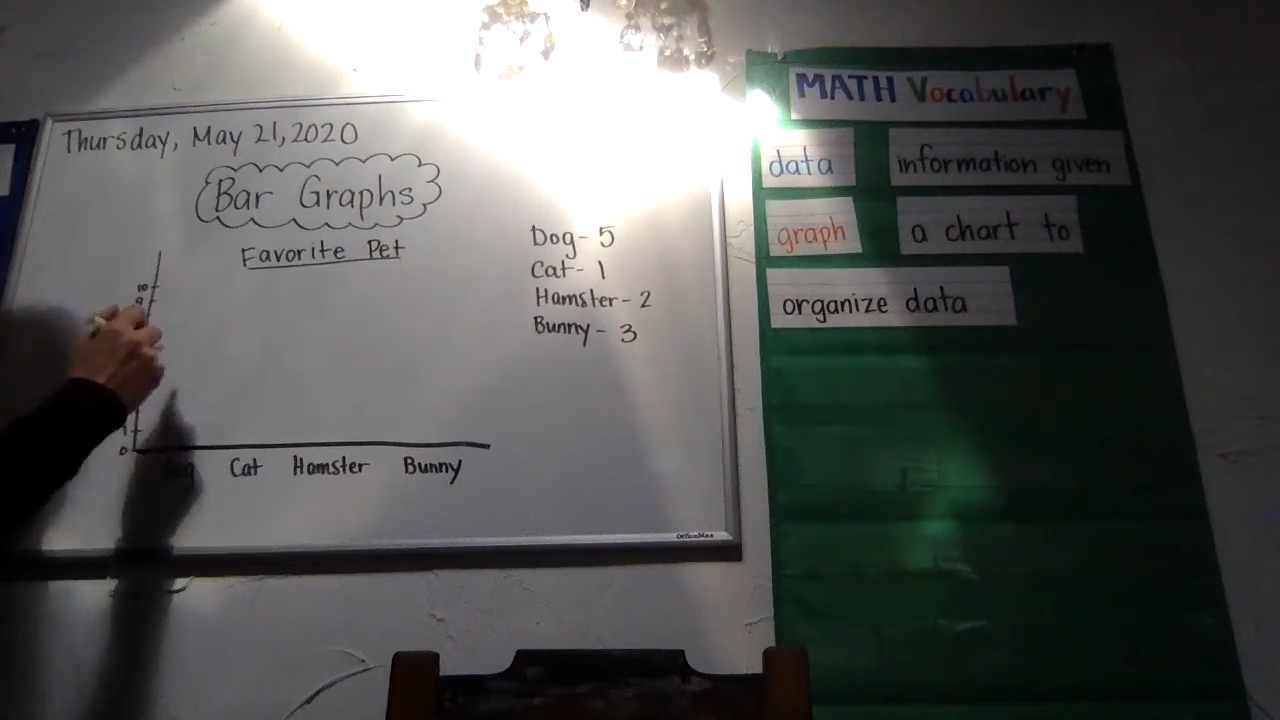 Thursday, May 21, 2020
Bar Graphs
Favorite Pet
Dog- 5
Cat- 1
Hamster - 2
Bunny - 3
10
9
1
0
Cat Hamster Bunny
OfficeMax
MATH Vocabulary
data information given
graph a chart to
organize data